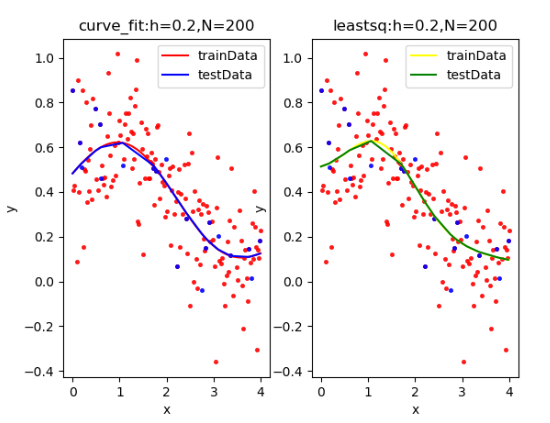 curve_fit:h=0.2,N=200
leastsq:h=0.2,N=200
trainData
testData
trainData
testData
1.0
0.8
0.6
0.4
0.2
0.0
−0.2
−0.4
y
0 1 2 3 4
x
1.0
0.8
0.6
0.4
0.2
0.0
−0.2
−0.4
y
0 1 2 3 4
x